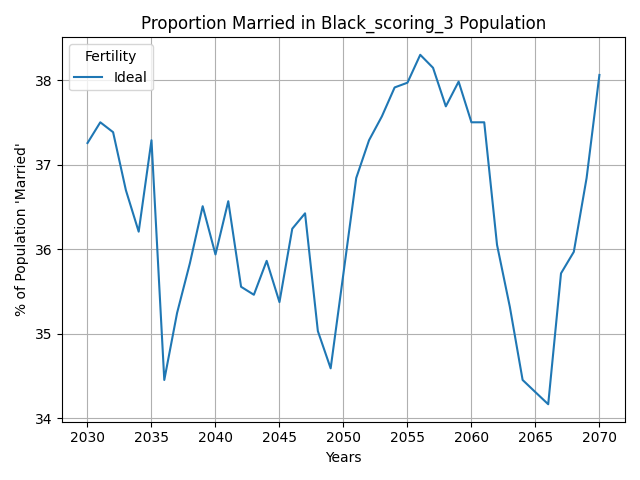 Proportion Married in Black_scoring_3 Population
Fertility
Ideal
% of Population 'Married'
38
37
36
35
34
2030 2035 2040 2045 2050 2055 2060 2065 2070
Years